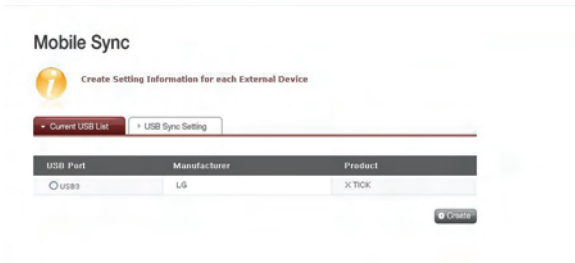 Mobile Sync
Create Setting Information for each External Device
Current USB List USB Sync Setting
USB Port Manufacturer Product
USB3 LG X TICK
Create